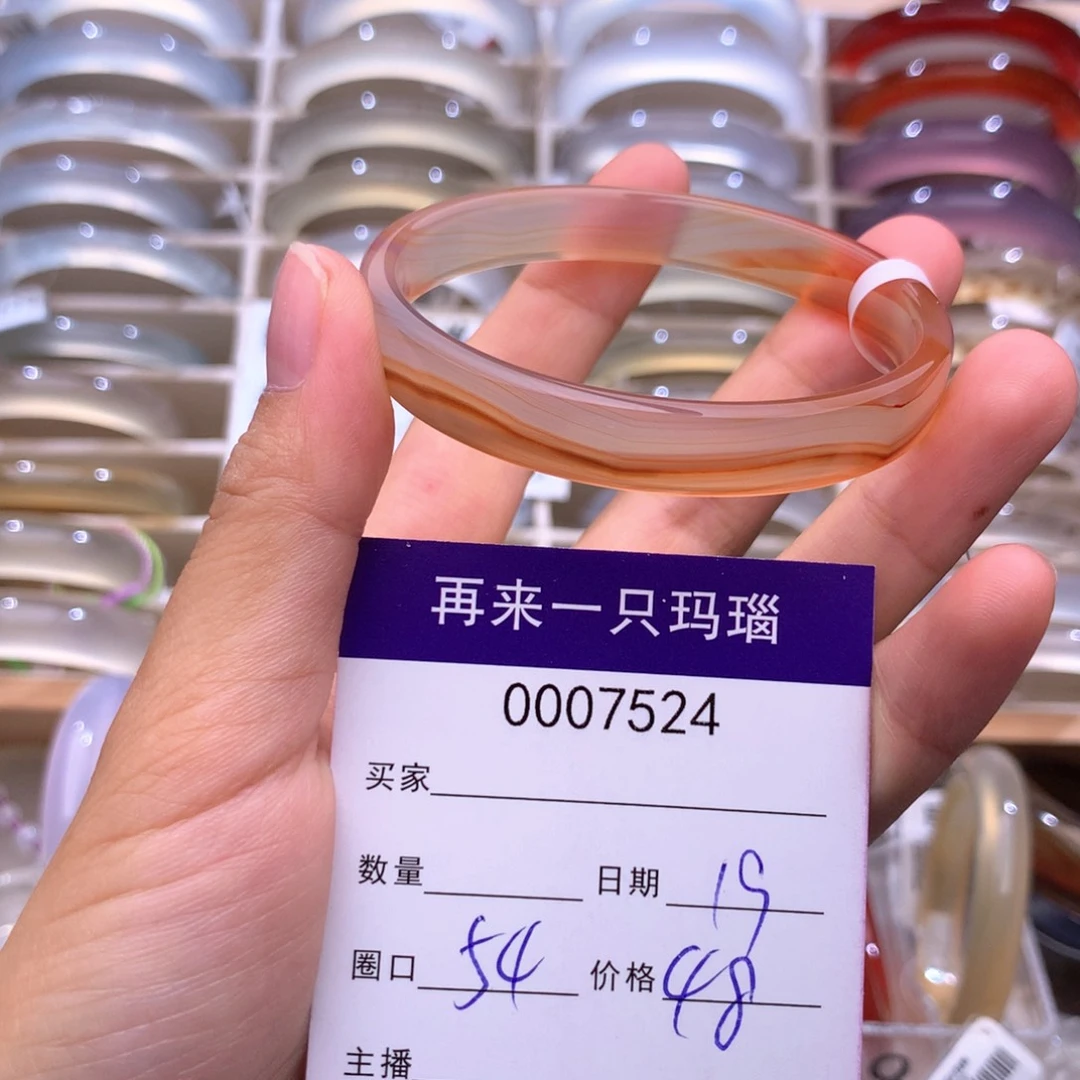 再来一只玛瑙
0007524
买家
数量 日期 19
圈口 54 价格 48
主播